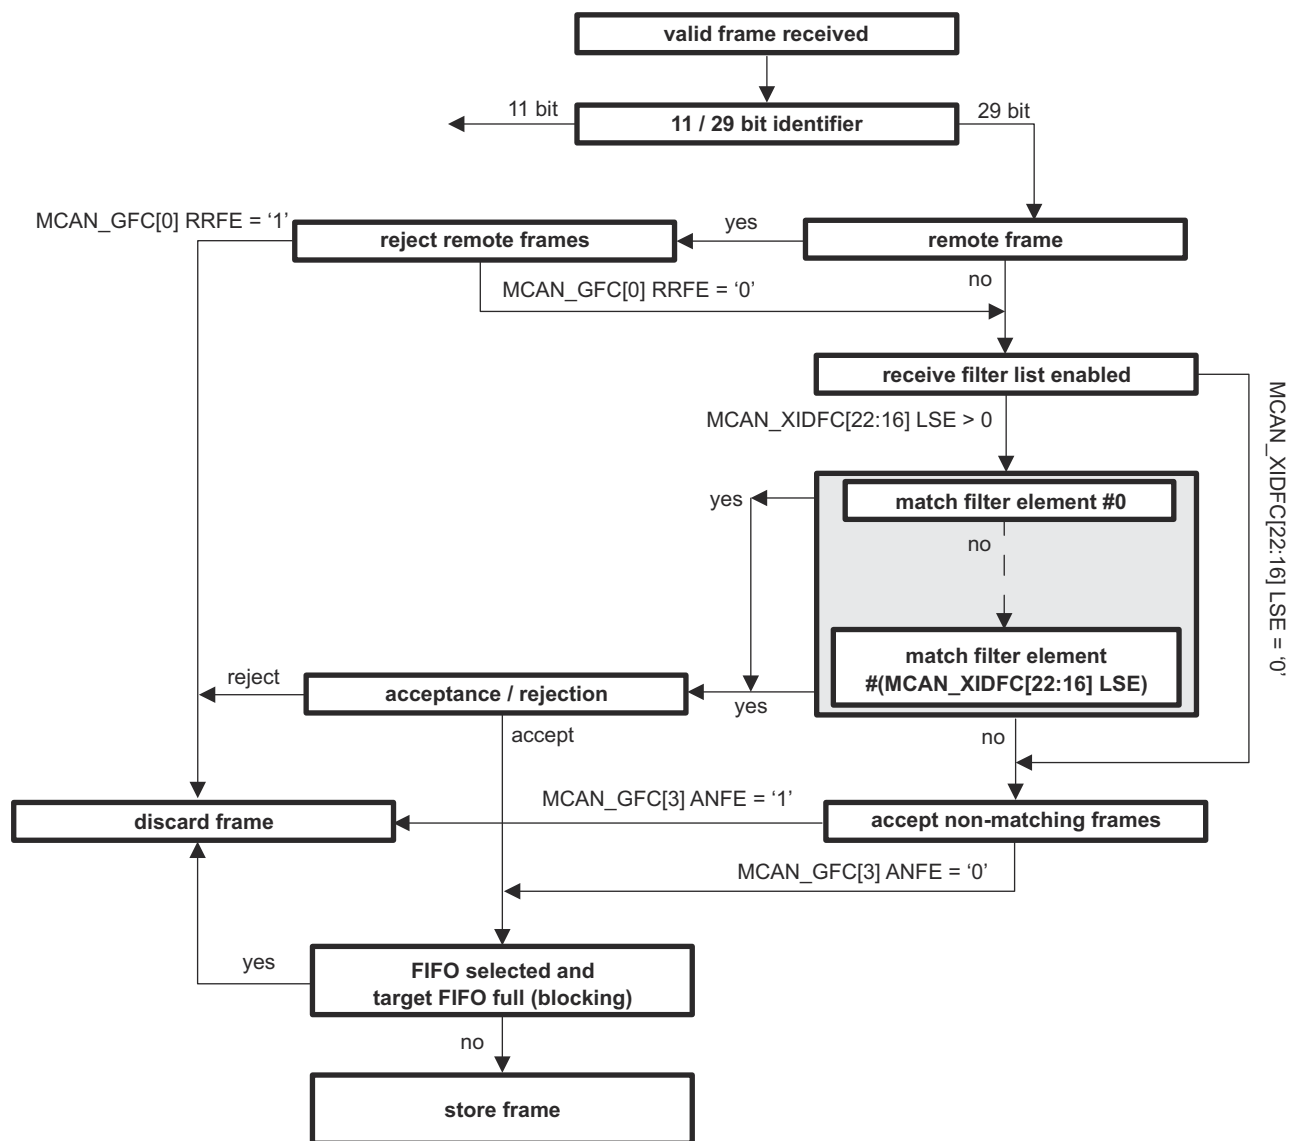 valid frame received
11 bit
11 / 29 bit identifier
29 bit
MCAN_GFC[0] RRFE = ‘1’
reject remote frames
yes
remote frame
MCAN_GFC[0] RRFE = ‘0’
no
receive filter list enabled
MCAN_XIDFC[22:16] LSE > 0
MCAN_XIDFC[22:16] LSE = ‘0’
yes
match filter element #0
no
match filter element
#(MCAN_XIDFC[22:16] LSE)
reject
acceptance / rejection
yes
accept
no
MCAN_GFC[3] ANFE = ‘1’
discard frame
accept non-matching frames
MCAN_GFC[3] ANFE = ‘0’
yes
FIFO selected and
target FIFO full (blocking)
no
store frame